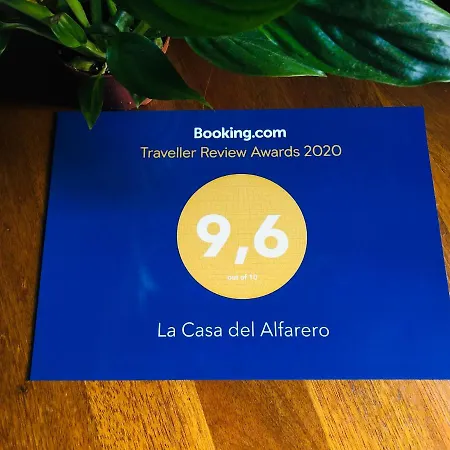 Booking.com
Traveller Review Awards 2020
9,6
out of 10
La Casa del Alfarero